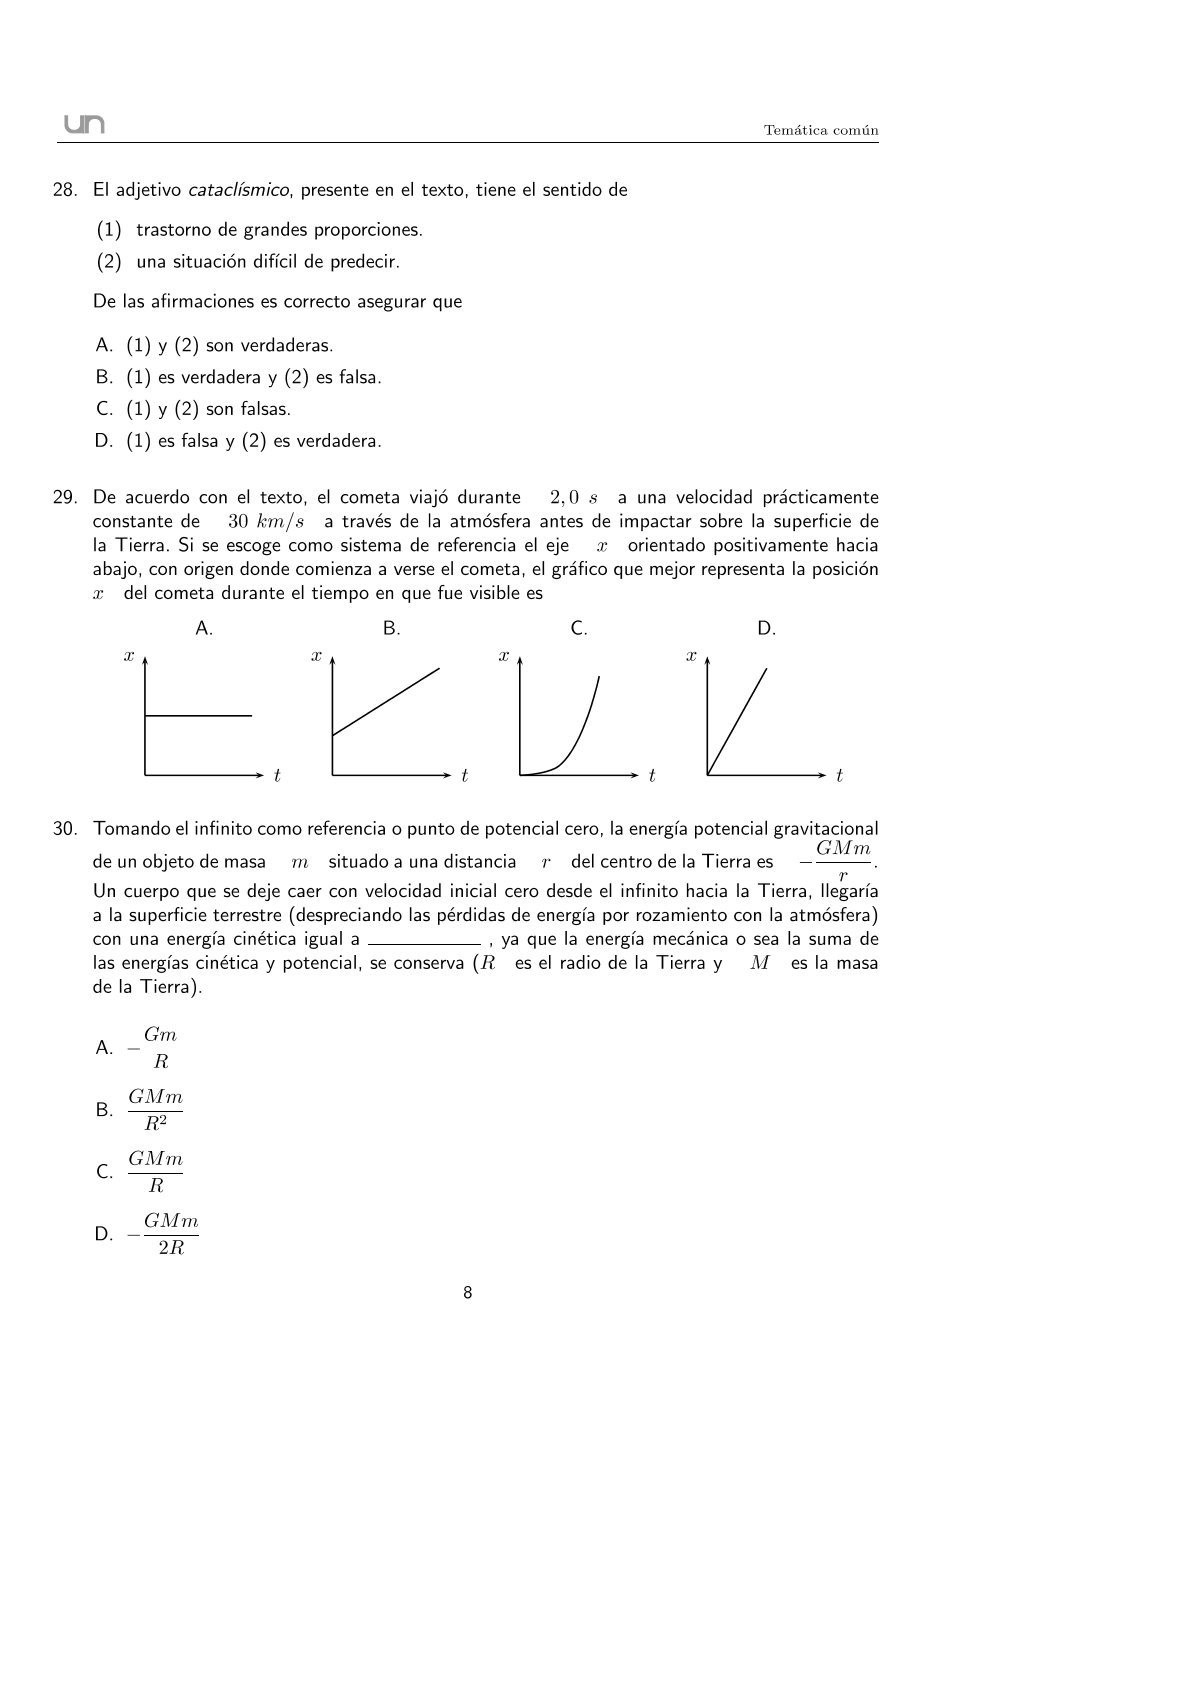 un
Temática común
28. El adjetivo cataclísmico, presente en el texto, tiene el sentido de
(1) trastorno de grandes proporciones.
(2) una situación difícil de predecir.
De las afirmaciones es correcto asegurar que
A. (1) y (2) son verdaderas.
B. (1) es verdadera y (2) es falsa.
C. (1) y (2) son falsas.
D. (1) es falsa y (2) es verdadera.
29. De acuerdo con el texto, el cometa viajó durante 2,0 s a una velocidad prácticamente
constante de 30 km/s a través de la atmósfera antes de impactar sobre la superficie de
la Tierra. Si se escoge como sistema de referencia el eje x orientado positivamente hacia
abajo, con origen donde comienza a verse el cometa, el gráfico que mejor representa la posición
x del cometa durante el tiempo en que fue visible es
A. B. C. D.
x x x x
t t t t
30. Tomando el infinito como referencia o punto de potencial cero, la energía potencial gravitacional
de un objeto de masa m situado a una distancia r del centro de la Tierra es −GMm/r.
Un cuerpo que se deje caer con velocidad inicial cero desde el infinito hacia la Tierra, llegaría
a la superficie terrestre (despreciando las pérdidas de energía por rozamiento con la atmósfera)
con una energía cinética igual a ___________ , ya que la energía mecánica o sea la suma de
las energías cinética y potencial, se conserva (R es el radio de la Tierra y M es la masa
de la Tierra).
A. −Gm R
B. GMm/R²
C. GMm/R
D. −GMm/2R
8